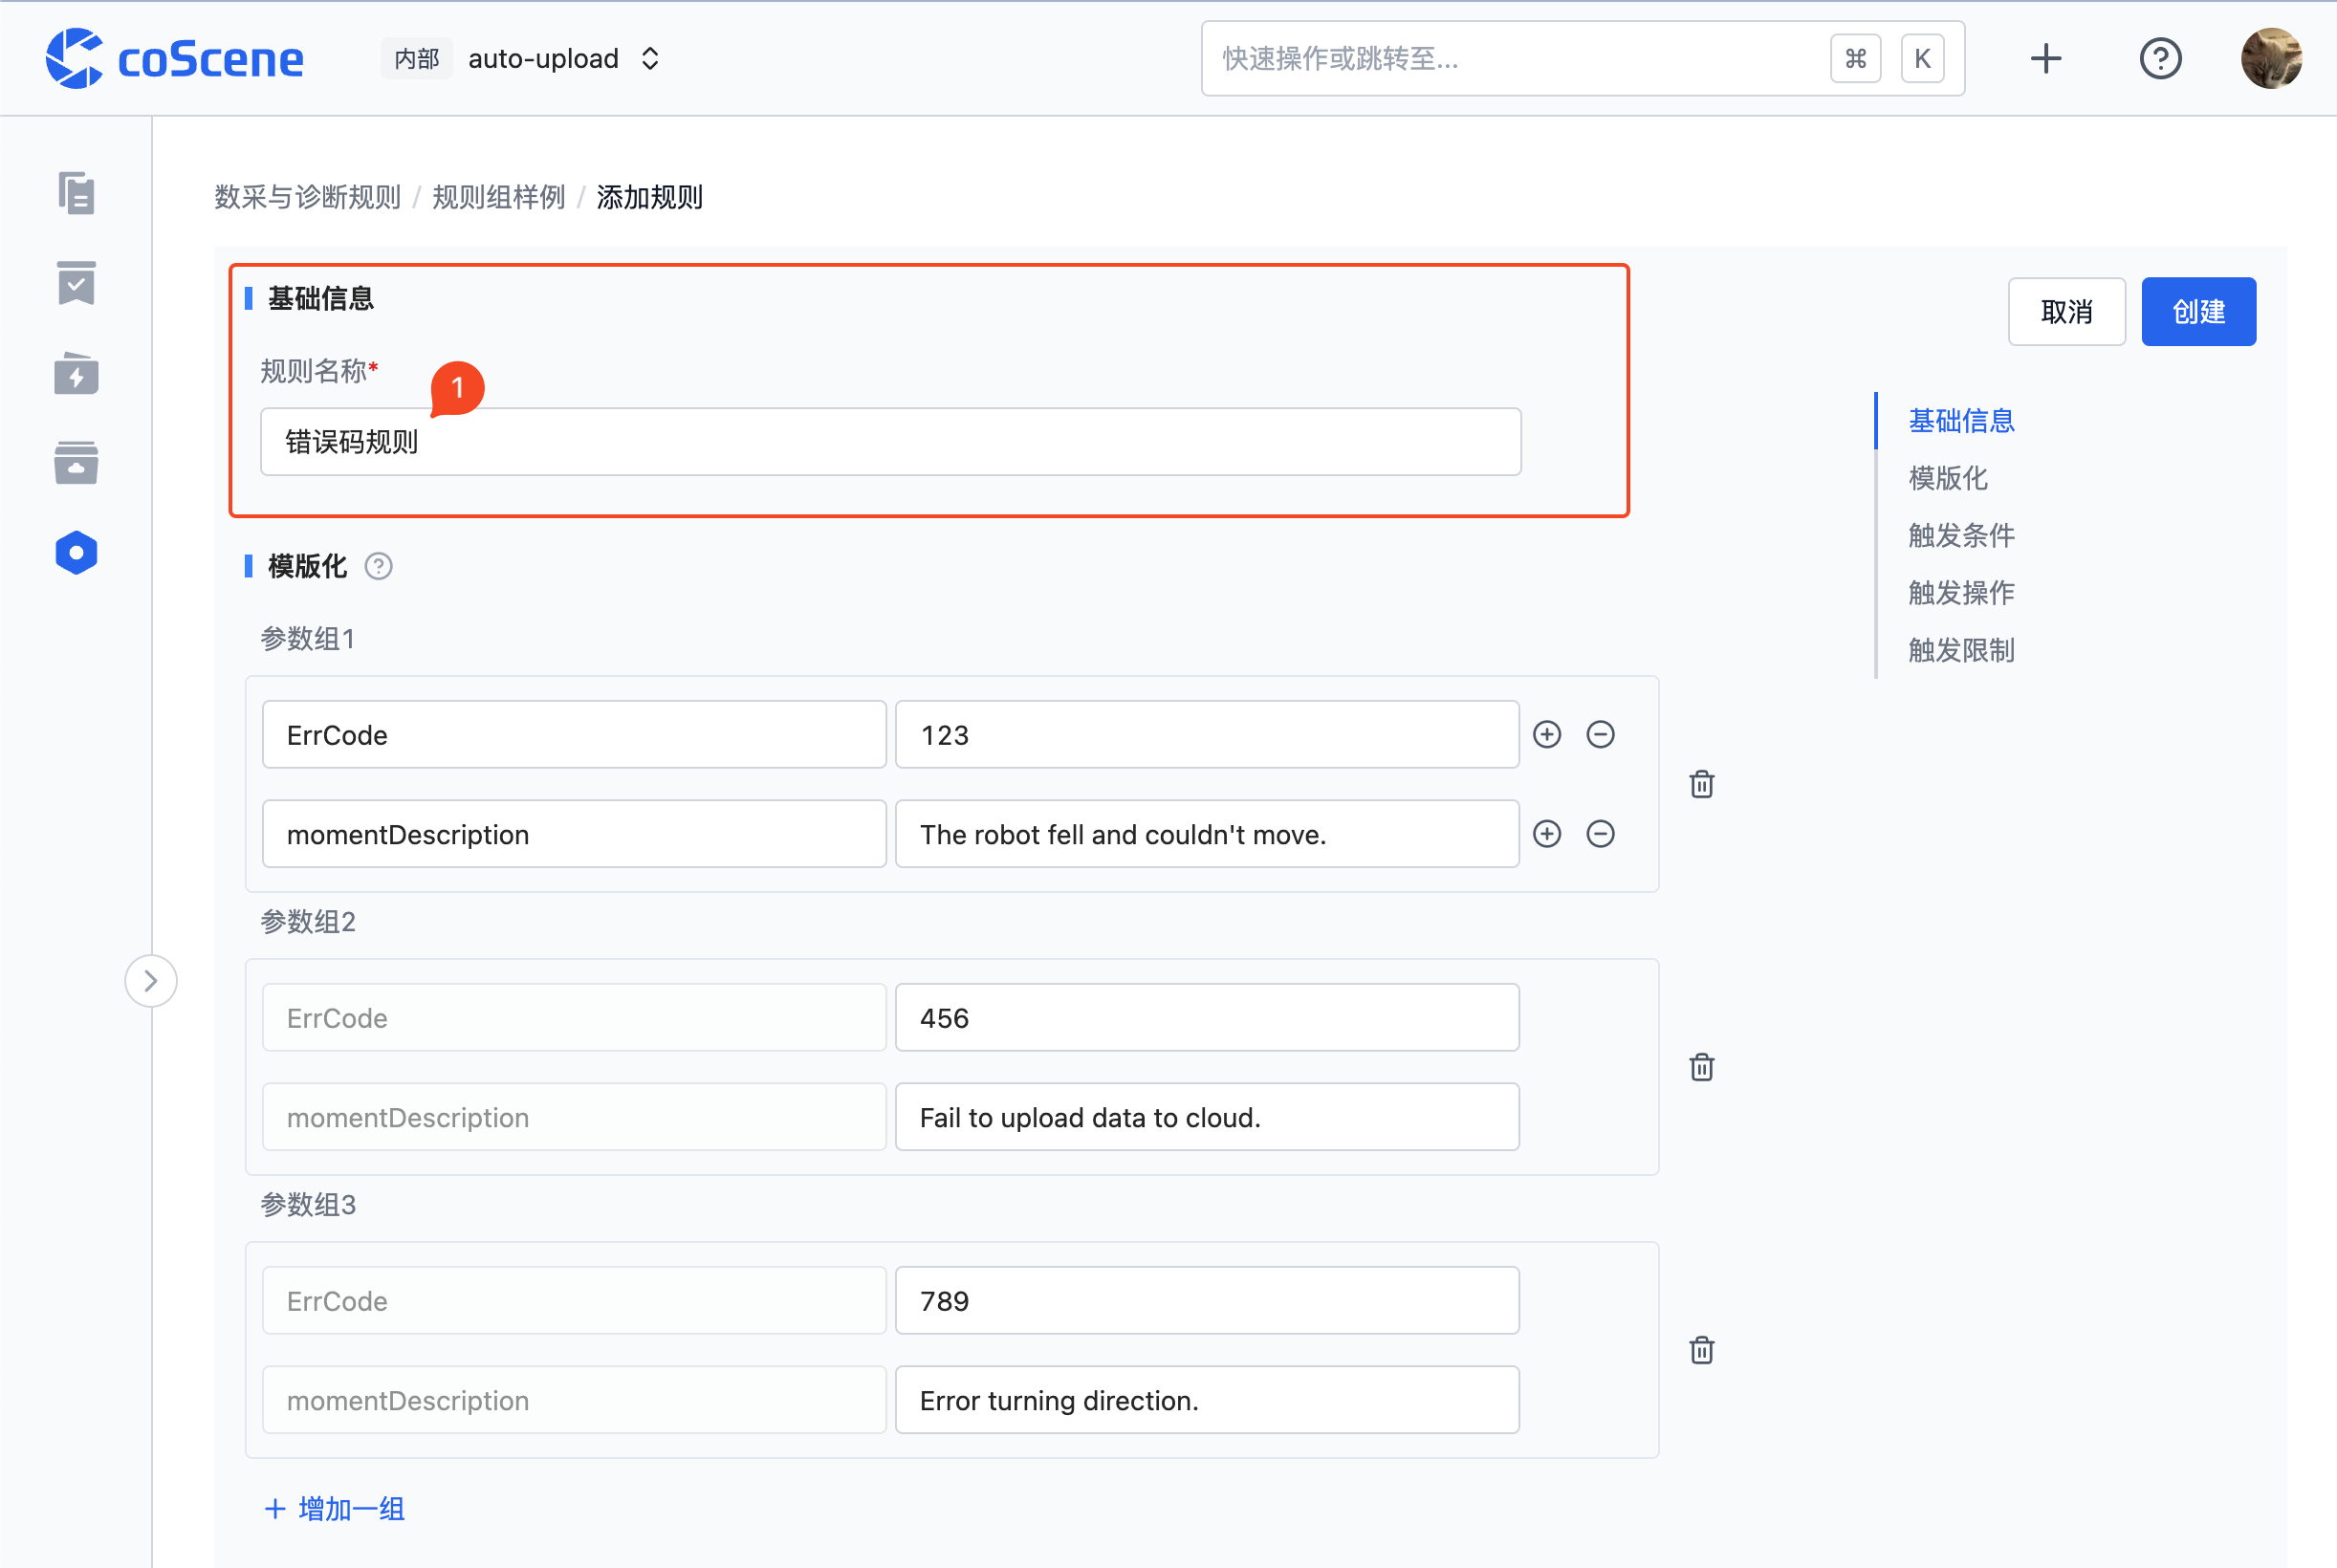 coScene 内部 auto-upload 快速操作或跳转至... ⌘ K
数采与诊断规则 / 规则组样例 / 添加规则
基础信息
取消 创建
规则名称*
1
错误码规则
基础信息
模版化
触发条件
触发操作
触发限制
模版化
参数组1
ErrCode 123
momentDescription The robot fell and couldn't move.
参数组2
ErrCode 456
momentDescription Fail to upload data to cloud.
参数组3
ErrCode 789
momentDescription Error turning direction.
+ 增加一组